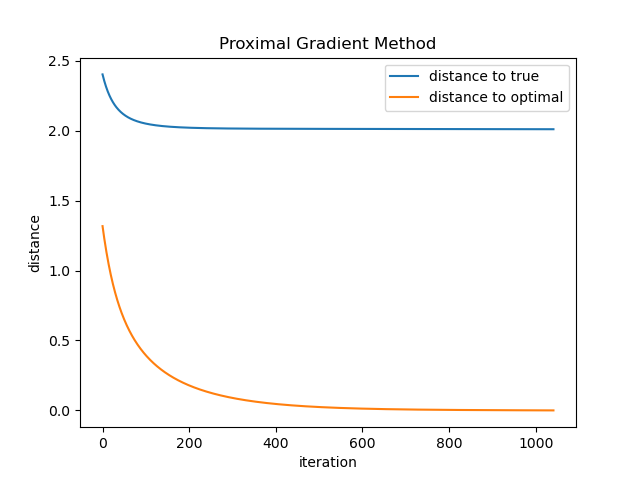 Proximal Gradient Method
distance to true
distance to optimal
2.5
2.0
1.5
1.0
0.5
0.0
distance
0 200 400 600 800 1000
iteration